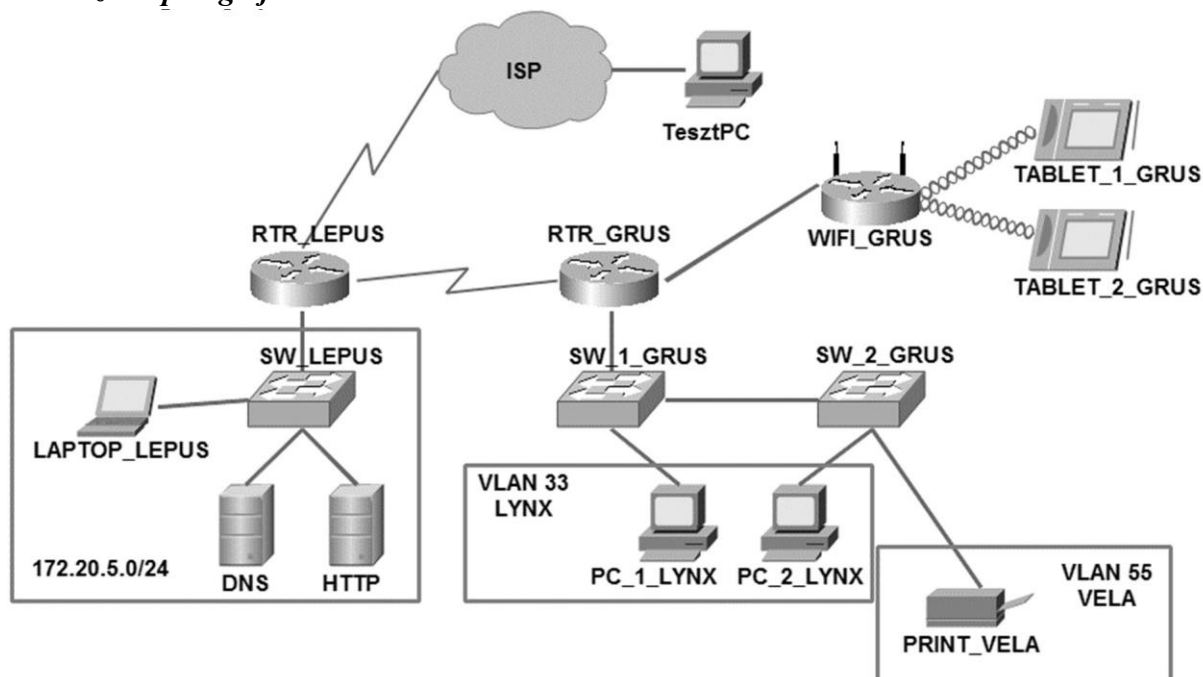 ISP
TesztPC
TABLET_1_GRUS
RTR_LEPUS
RTR_GRUS
WIFI_GRUS
TABLET_2_GRUS
SW_LEPUS
SW_1_GRUS
SW_2_GRUS
LAPTOP_LEPUS
VLAN 33
LYNX
172.20.5.0/24
DNS
HTTP
PC_1_LYNX
PC_2_LYNX
VLAN 55
VELA
PRINT_VELA